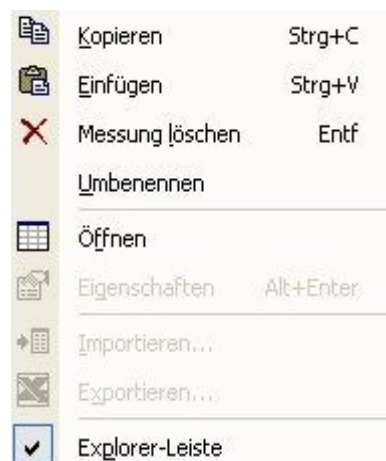 Kopieren Strg+C
Einfügen Strg+V
Messung löschen Entf
Umbenennen
Öffnen
Eigenschaften Alt+Enter
Importieren...
Exportieren...
Explorer-Leiste